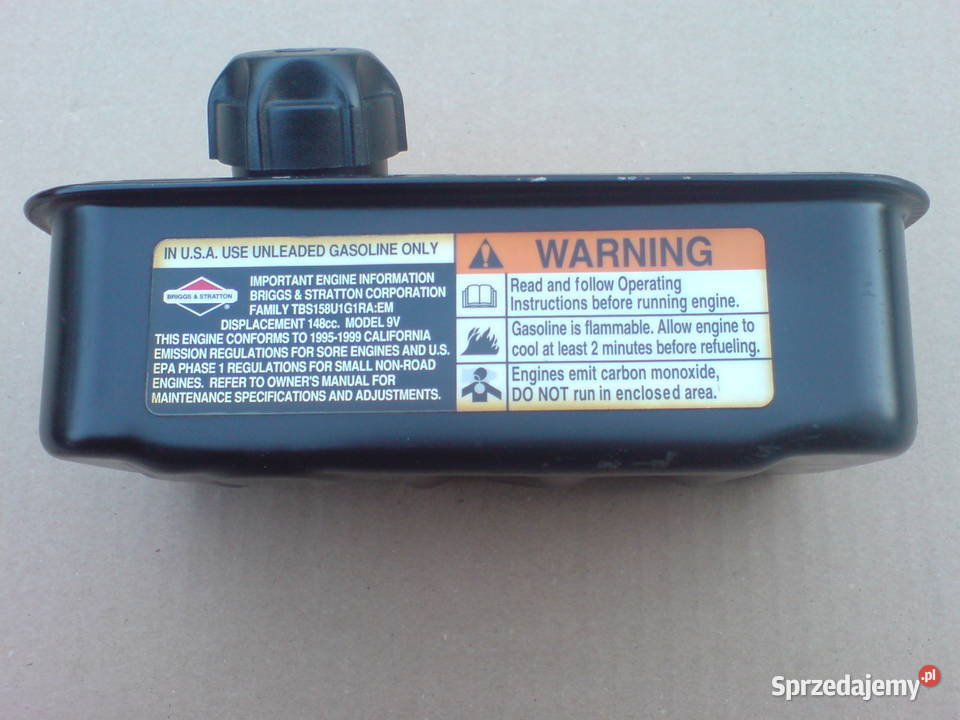 IN U.S.A. USE UNLEADED GASOLINE ONLY
BRIGGS & STRATTON
®
IMPORTANT ENGINE INFORMATION
BRIGGS & STRATTON CORPORATION
FAMILY TBS158U1G1RA:EM
DISPLACEMENT 148cc. MODEL 9V
THIS ENGINE CONFORMS TO 1995-1999 CALIFORNIA
EMISSION REGULATIONS FOR SORE ENGINES AND U.S.
EPA PHASE 1 REGULATIONS FOR SMALL NON-ROAD
ENGINES. REFER TO OWNER'S MANUAL FOR
MAINTENANCE SPECIFICATIONS AND ADJUSTMENTS.
WARNING
Read and follow Operating
Instructions before running engine.
Gasoline is flammable. Allow engine to
cool at least 2 minutes before refueling.
Engines emit carbon monoxide,
DO NOT run in enclosed area.
Sprzedajemy.pl